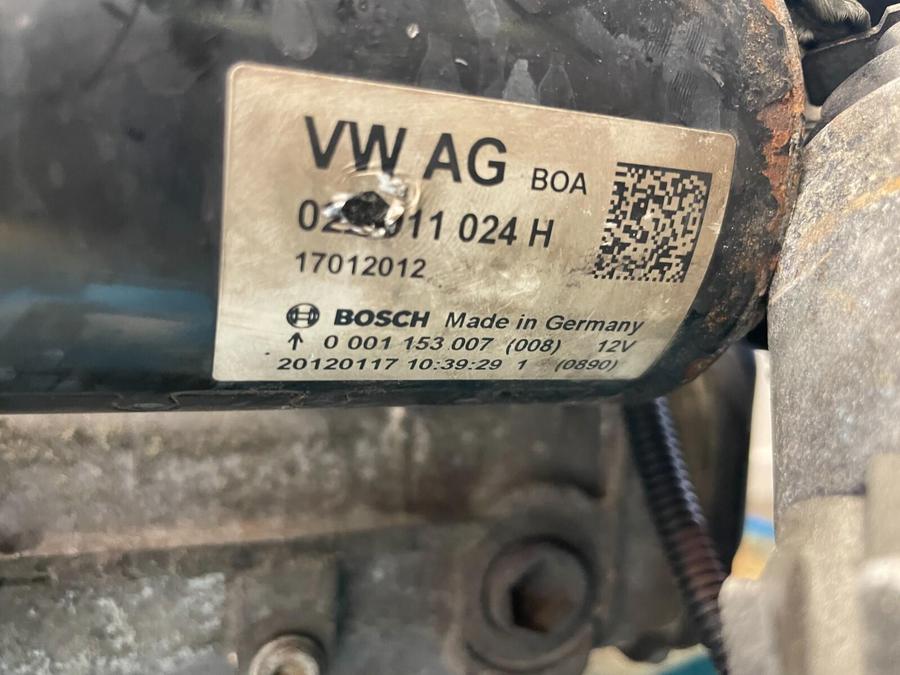 VW AG BOA
011 024 H
17012012
BOSCH Made in Germany
0 001 153 007 (008) 12V
20120117 10:39:29 1 (0890)